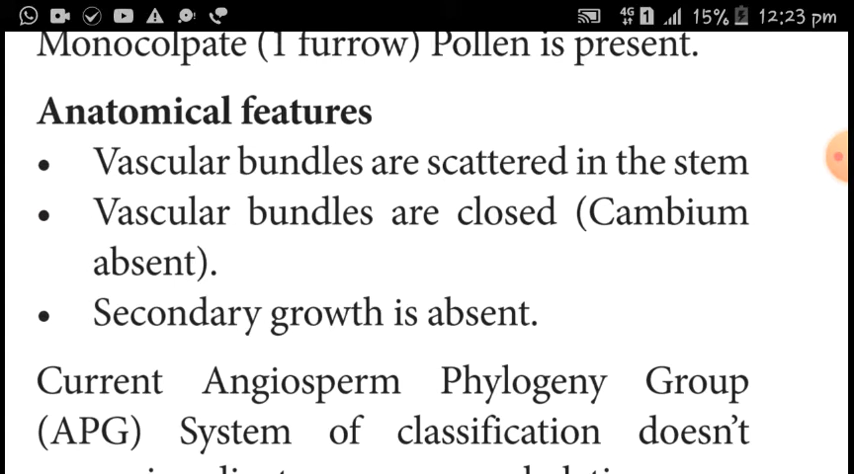 4G 1 15% 12:23 pm
Monocolpate (1 furrow) Pollen is present.
Anatomical features
• Vascular bundles are scattered in the stem
• Vascular bundles are closed (Cambium
absent).
• Secondary growth is absent.
Current Angiosperm Phylogeny Group
(APG) System of classification doesn't